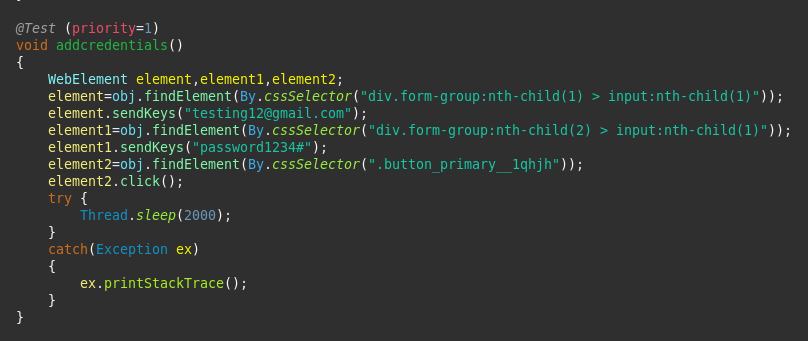 @Test (priority=1)
void addcredentials()
{
    WebElement element,element1,element2;
    element=obj.findElement(By.cssSelector("div.form-group:nth-child(1) > input:nth-child(1)"));
    element.sendKeys("testing12@gmail.com");
    element1=obj.findElement(By.cssSelector("div.form-group:nth-child(2) > input:nth-child(1)"));
    element1.sendKeys("password1234#");
    element2=obj.findElement(By.cssSelector(".button_primary__1qhjh"));
    element2.click();
    try {
        Thread.sleep(2000);
    }
    catch(Exception ex)
    {
        ex.printStackTrace();
    }
}